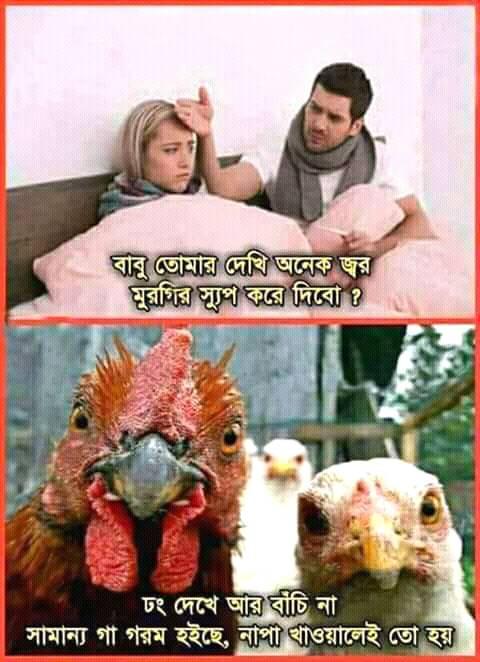 বাবু তোমার দেখি অনেক জ্বর
মুরগির স্যুপ করে দিবো ?
ঢং দেখে আর বাঁচি না
সামান্য গা গরম হইছে, নাপা খাওয়ালেই তো হয়